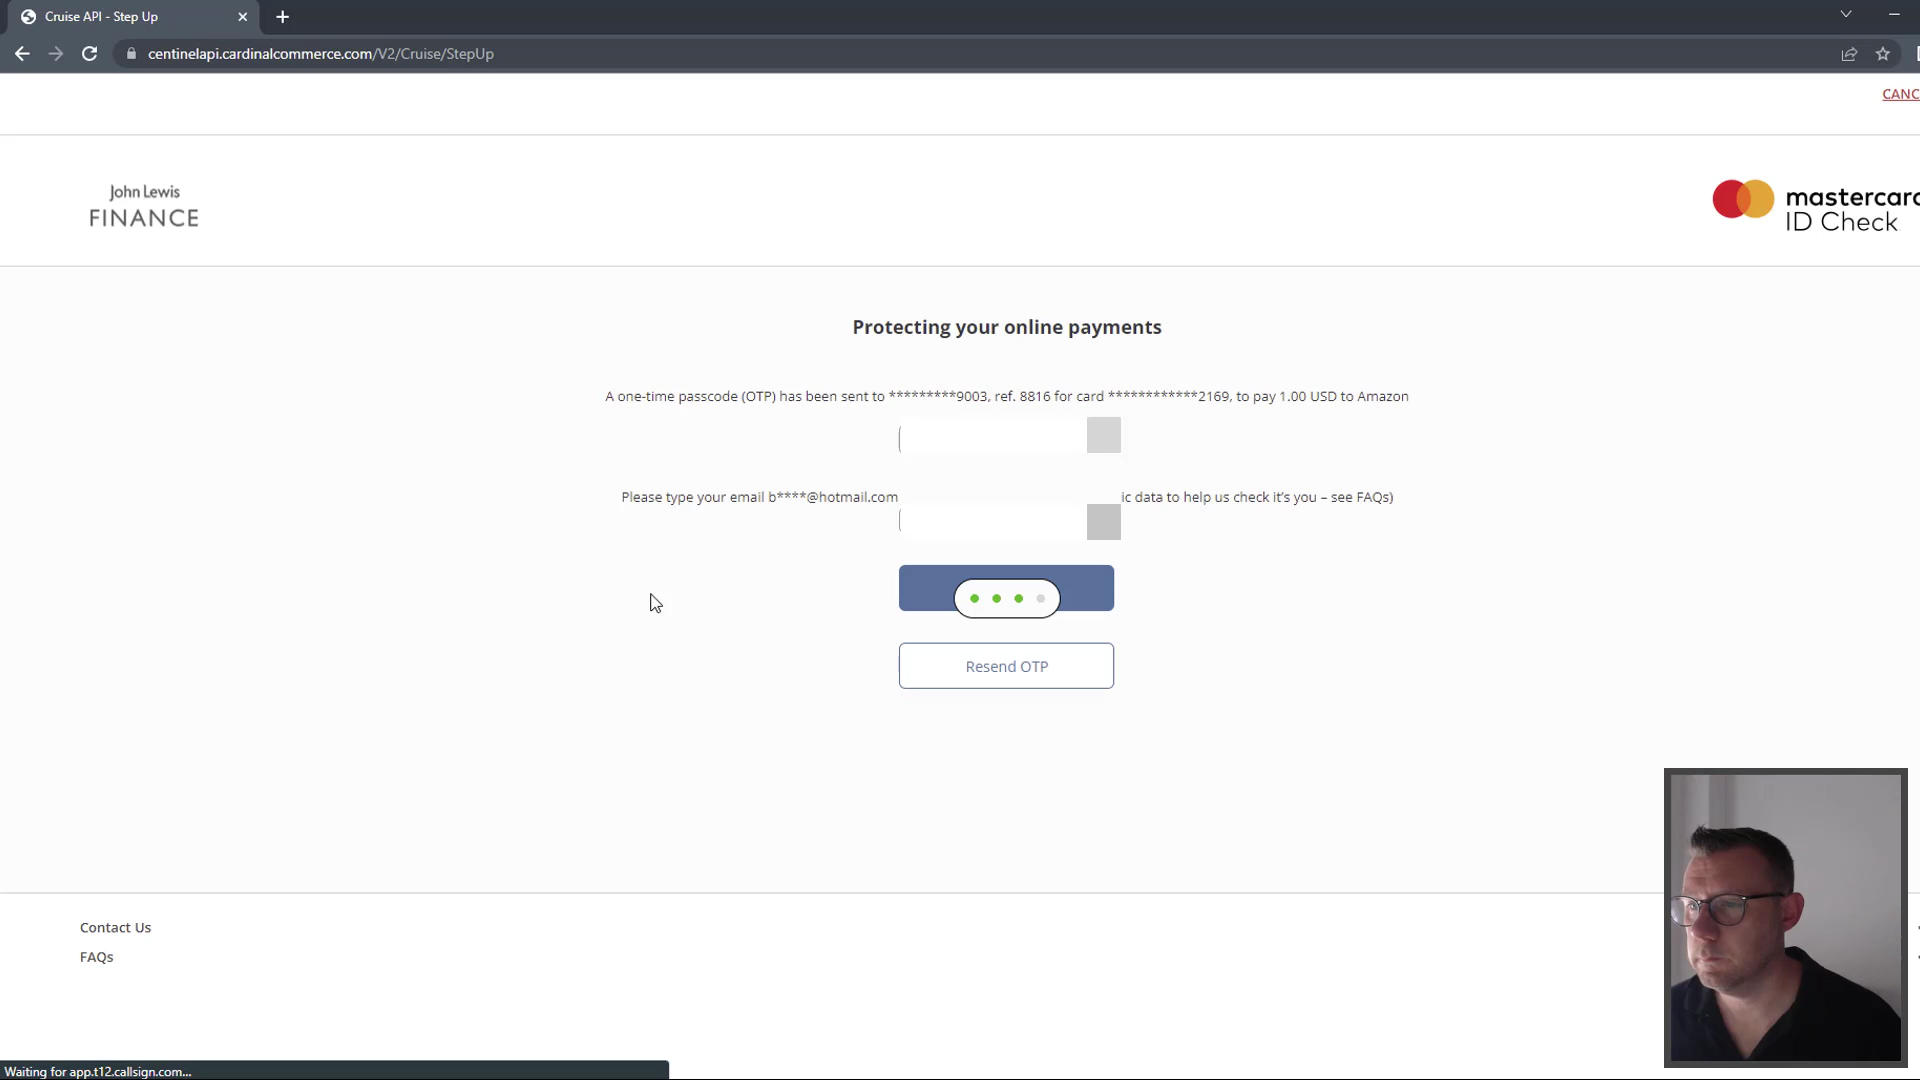 Cruise API - Step Up
centinelapi.cardinalcommerce.com/V2/Cruise/StepUp
CANC
John Lewis
FINANCE
mastercard
ID Check
Protecting your online payments
A one-time passcode (OTP) has been sent to *********9003, ref. 8816 for card ************2169, to pay 1.00 USD to Amazon
Please type your email b****@hotmail.com ic data to help us check it's you – see FAQs)
Resend OTP
Contact Us
FAQs
Waiting for app.t12.callsign.com...